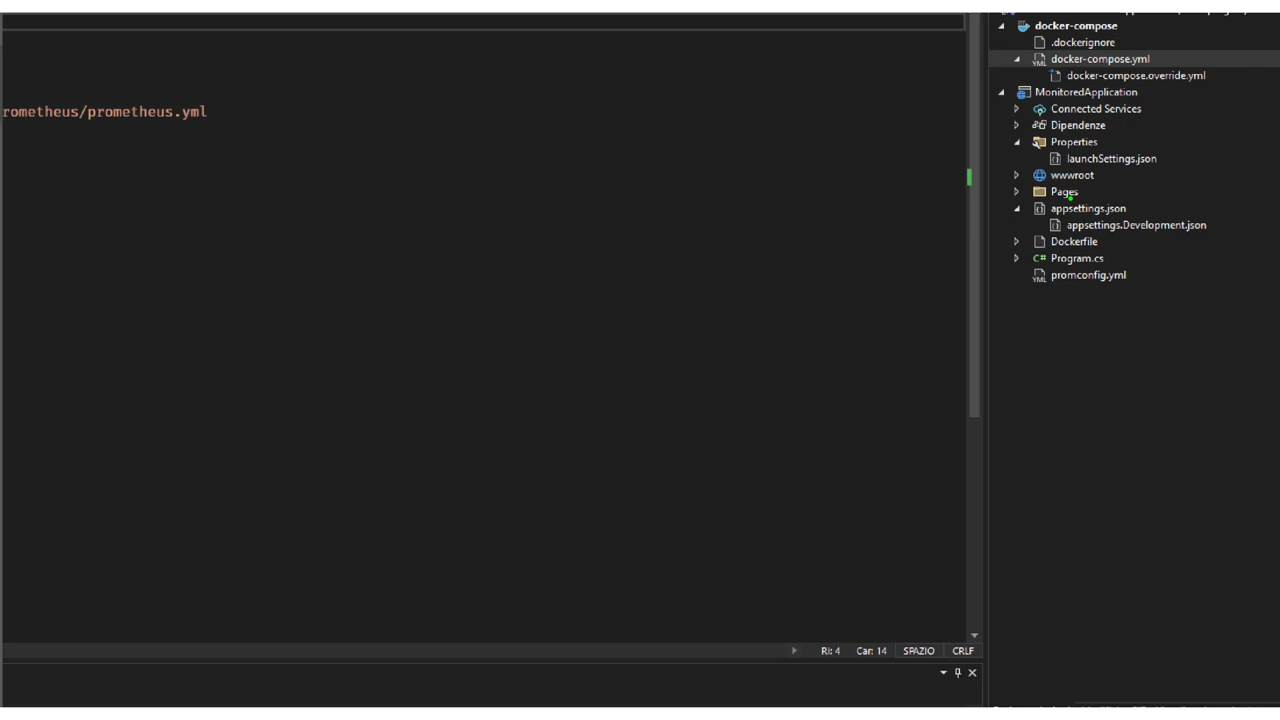 docker-compose
.dockerignore
docker-compose.yml
docker-compose.override.yml
rometheus/prometheus.yml
MonitoredApplication
Connected Services
Dipendenze
Properties
launchSettings.json
wwwroot
Pages
appsettings.json
appsettings.Development.json
Dockerfile
C# Program.cs
YML promconfig.yml
Ri: 4 Car: 14 SPAZIO CRLF